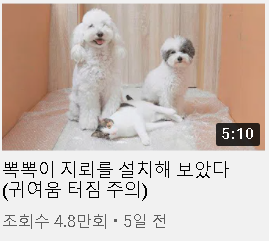 5:10
뽁뽁이 지뢰를 설치해 보았다
(귀여움 터짐 주의)
조회수 4.8만회 • 5일 전